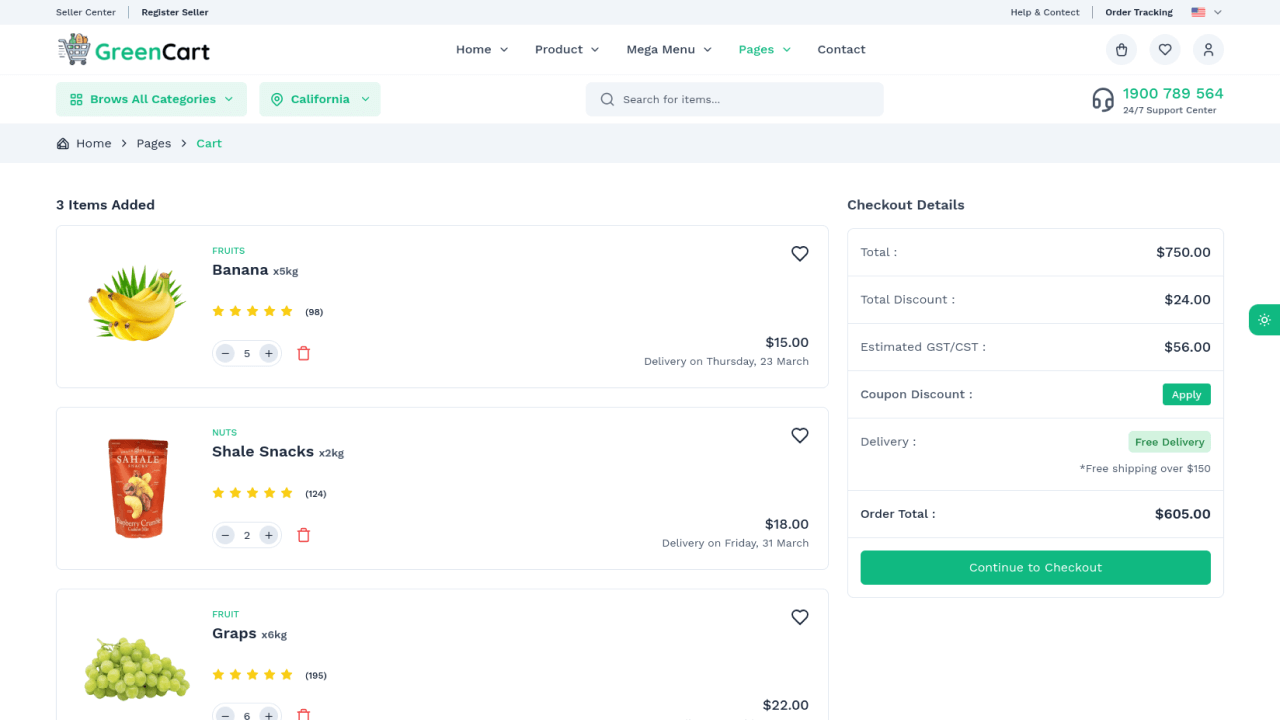 Seller Center
Register Seller
Help & Contect
Order Tracking
GreenCart
Home
Product
Mega Menu
Pages
Contact
Brows All Categories
California
Search for items...
1900 789 564
24/7 Support Center
Home
Pages
Cart
3 Items Added
FRUITS
Banana x5kg
(98)
− 5 +
$15.00
Delivery on Thursday, 23 March
SAHALE
SNACKS
NUTS
Shale Snacks x2kg
(124)
− 2 +
$18.00
Delivery on Friday, 31 March
FRUIT
Graps x6kg
(195)
− 6 +
$22.00
Checkout Details
Total : $750.00
Total Discount : $24.00
Estimated GST/CST : $56.00
Coupon Discount : Apply
Delivery : Free Delivery
*Free shipping over $150
Order Total : $605.00
Continue to Checkout